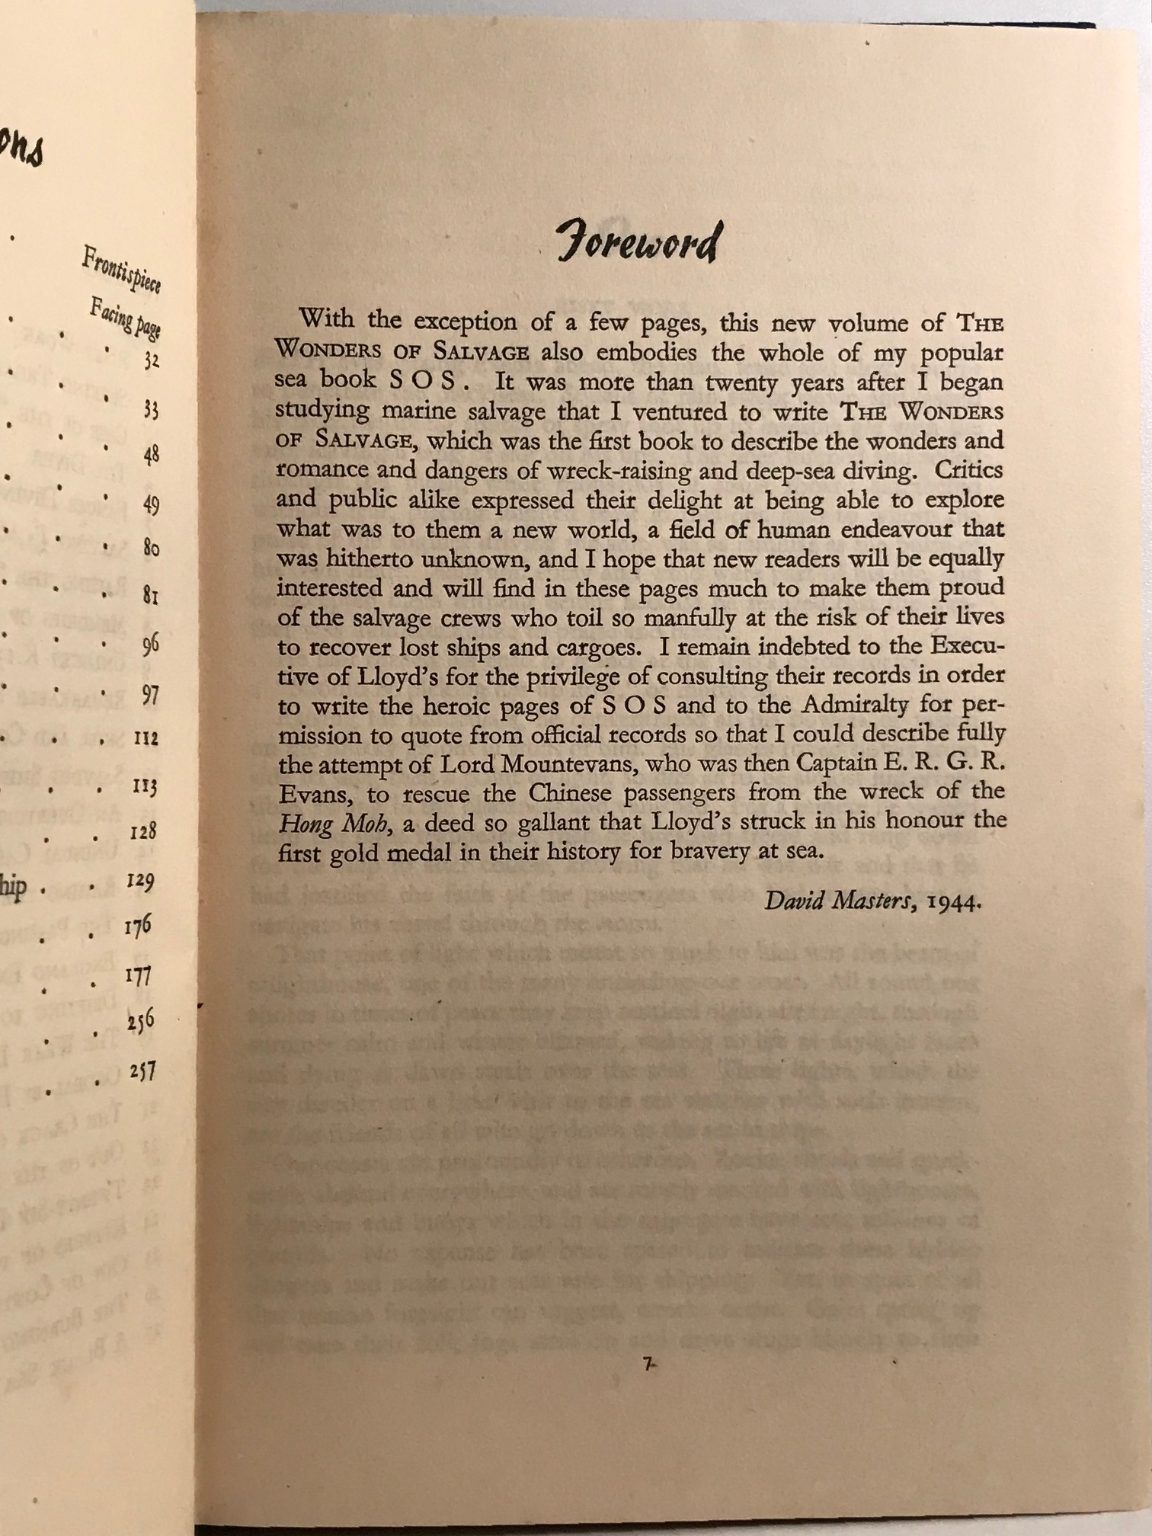 ons
Frontispiece
Facing page
. . 32
. . . 33
. . . 48
. . . 49
. . . 80
. . . 81
. . . 96
. . . 97
. . . 112
. . . 113
. . 128
hip . . 129
. . 176
. . 177
. . 256
. . 257
Foreword
With the exception of a few pages, this new volume of THE
WONDERS OF SALVAGE also embodies the whole of my popular
sea book S O S . It was more than twenty years after I began
studying marine salvage that I ventured to write THE WONDERS
OF SALVAGE, which was the first book to describe the wonders and
romance and dangers of wreck-raising and deep-sea diving. Critics
and public alike expressed their delight at being able to explore
what was to them a new world, a field of human endeavour that
was hitherto unknown, and I hope that new readers will be equally
interested and will find in these pages much to make them proud
of the salvage crews who toil so manfully at the risk of their lives
to recover lost ships and cargoes. I remain indebted to the Execu-
tive of Lloyd's for the privilege of consulting their records in order
to write the heroic pages of S O S and to the Admiralty for per-
mission to quote from official records so that I could describe fully
the attempt of Lord Mountevans, who was then Captain E. R. G. R.
Evans, to rescue the Chinese passengers from the wreck of the
Hong Moh, a deed so gallant that Lloyd's struck in his honour the
first gold medal in their history for bravery at sea.
David Masters, 1944.
7